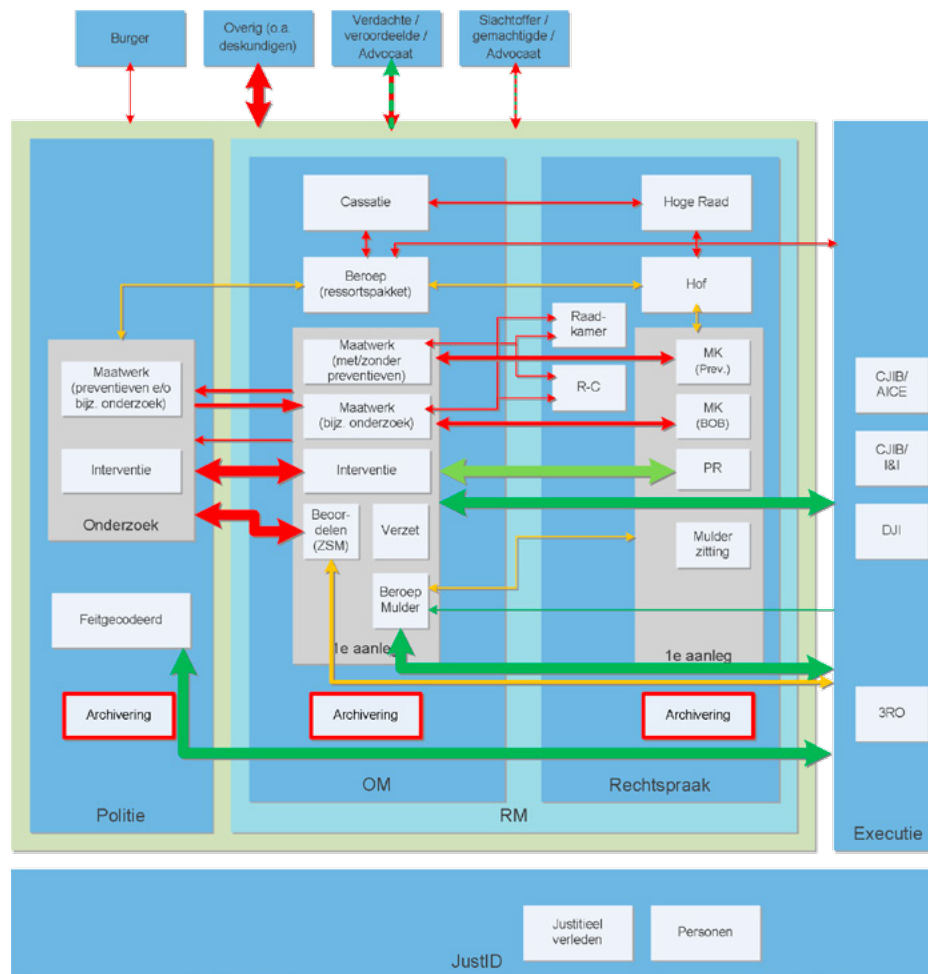 Burger
Overig (o.a.
deskundigen)
Verdachte /
veroordeelde /
Advocaat
Slachtoffer /
gemachtigde /
Advocaat
Cassatie
Hoge Raad
Beroep
(ressortspakket)
Hof
Raad-
kamer
R-C
Maatwerk
(preventieven e/o
bijz. onderzoek)
Interventie
Onderzoek
Maatwerk
(met/zonder
preventieven)
Maatwerk
(bijz. onderzoek)
Interventie
Beoor-
delen
(ZSM)
Verzet
Beroep
Mulder
1e aanleg
MK
(Prev.)
MK
(BOB)
PR
Mulder
zitting
1e aanleg
CJIB/
AICE
CJIB/
I&I
DJI
3RO
Feitgecodeerd
Archivering
Archivering
Archivering
Politie
OM
Rechtspraak
RM
Executie
Justitieel
verleden
Personen
JustID